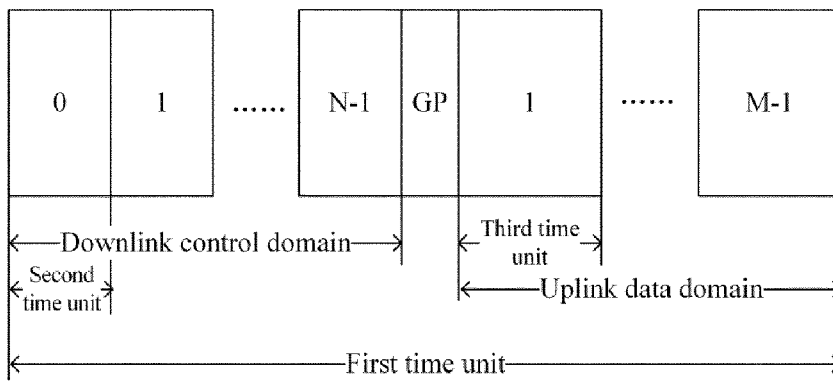 0 1 ...... N-1 GP 1 ...... M-1
Downlink control domain
Third time
unit
Second
time unit
Uplink data domain
First time unit